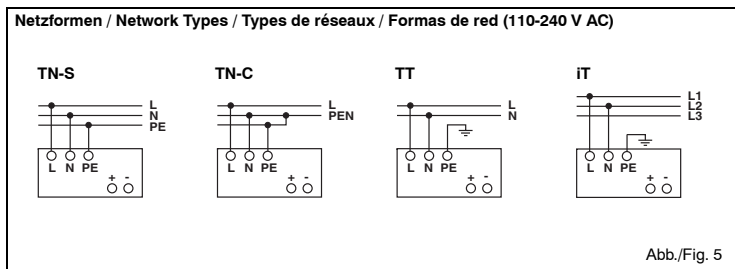 Netzformen / Network Types / Types de réseaux / Formas de red (110-240 V AC)
TN-S
TN-C
TT
iT
L
N
PE
L
PEN
L
N
L1
L2
L3
L N PE
+ -
L N PE
+ -
L N PE
+ -
L N PE
+ -
Abb./Fig. 5